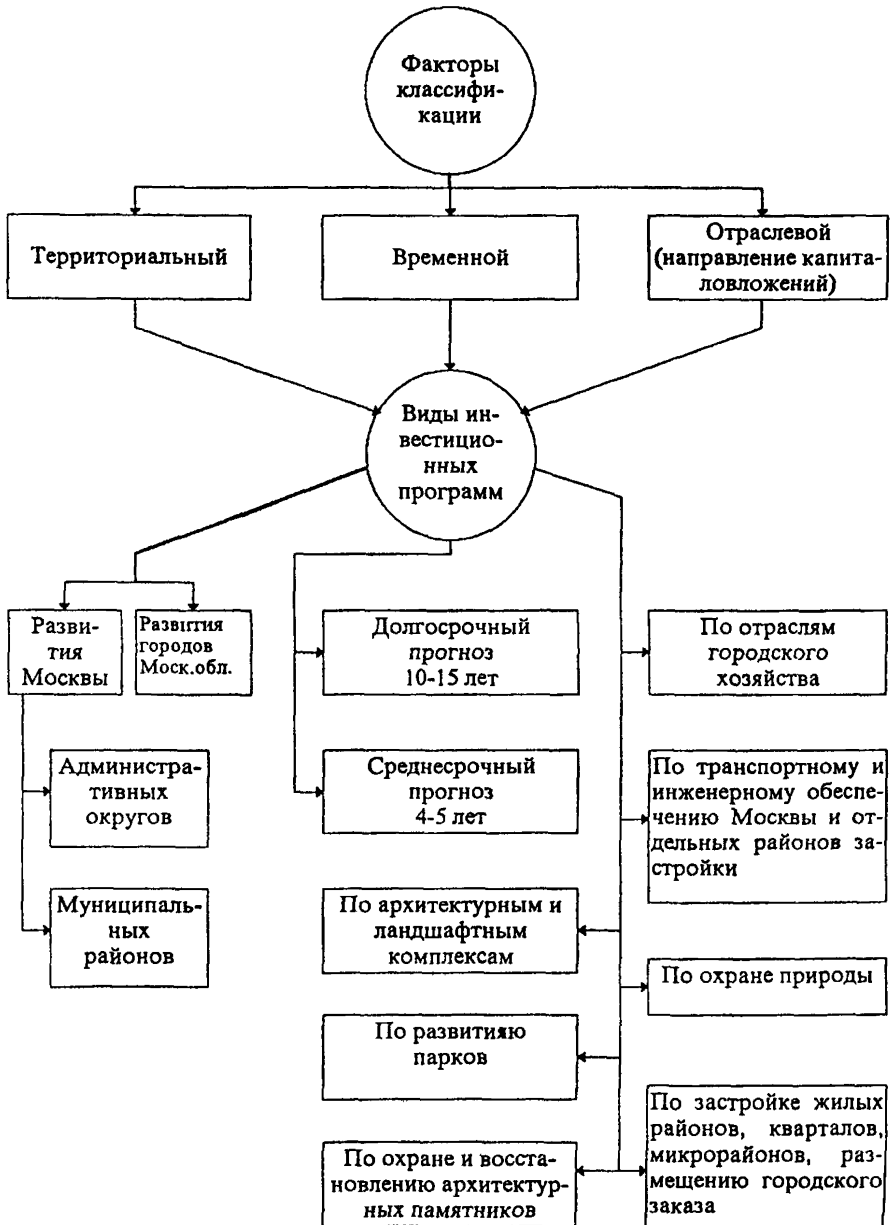 Факторы
классифи-
кации
Территориальный
Временной
Отраслевой
(направление капита-
ловложений)
Виды ин-
вестицио-
нных
программ
Разви-
тия
Москвы
Развития
городов
Моск.обл.
Долгосрочный
прогноз
10-15 лет
По отраслям
городского
хозяйства
Административных
Администра-
тивных
округов
Среднесрочный
прогноз
4-5 лет
По транспортному и
инженерному обеспе-
чению Москвы и от-
дельных районов за-
стройки
Муниципаль-
ных
районов
По архитектурным и
ландшафтным
комплексам
По охране природы
По развитию
парков
По застройке жилых
районов, кварталов,
микрорайонов, раз-
мещению городского
заказа
По охране и восста-
новлению архитектур-
ных памятников